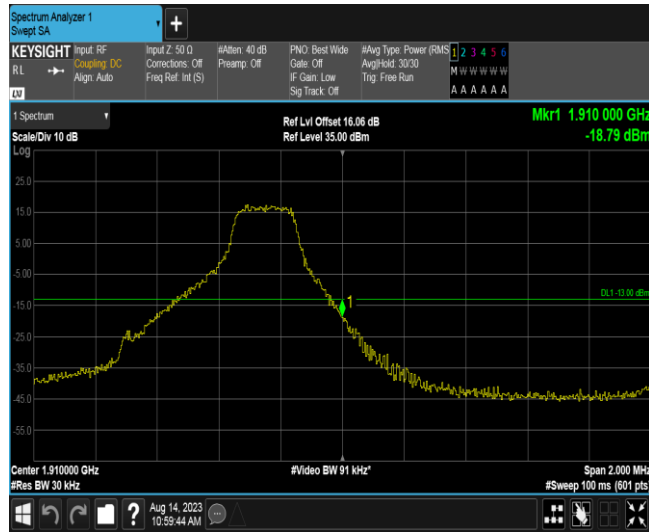 Spectrum Analyzer 1
Swept SA
KEYSIGHT
RL
LXI
Input: RF
Coupling: DC
Align: Auto
Input Z: 50 Ω
Corrections: Off
Freq Ref: Int (S)
#Atten: 40 dB
Preamp: Off
PNO: Best Wide
Gate: Off
IF Gain: Low
Sig Track: Off
#Avg Type: Power (RMS
Avg|Hold: 30/30
Trig: Free Run
1 2 3 4 5 6
M W W W W W
A A A A A A
1 Spectrum
Scale/Div 10 dB
Log
Ref Lvl Offset 16.06 dB
Ref Level 35.00 dBm
Mkr1 1.910 000 GHz
-18.79 dBm
25.0
15.0
5.00
-5.00
-15.0
-25.0
-35.0
-45.0
-55.0
DL1 -13.00 dBm
1
Center 1.910000 GHz
#Res BW 30 kHz
#Video BW 91 kHz*
Span 2.000 MHz
#Sweep 100 ms (601 pts)
?
Aug 14, 2023
10:59:44 AM